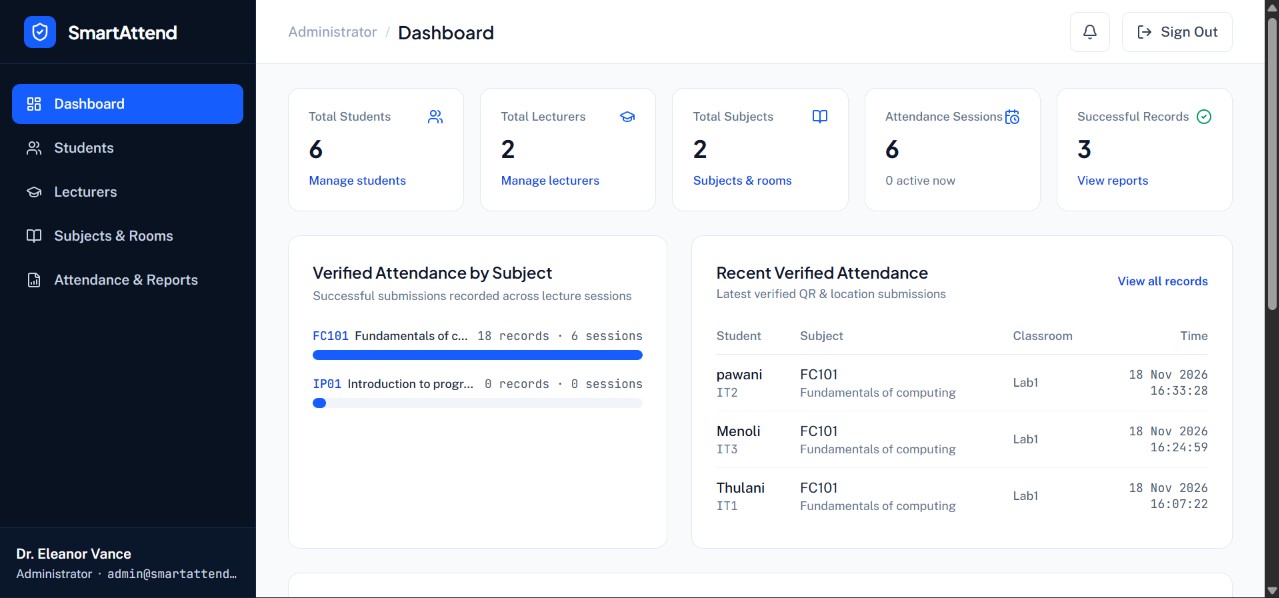 SmartAttend
Administrator / Dashboard
Sign Out
Dashboard
Students
Lecturers
Subjects & Rooms
Attendance & Reports
Total Students
6
Manage students
Total Lecturers
2
Manage lecturers
Total Subjects
2
Subjects & rooms
Attendance Sessions
6
0 active now
Successful Records
3
View reports
Verified Attendance by Subject
Successful submissions recorded across lecture sessions
FC101 Fundamentals of c... 18 records · 6 sessions
IP01 Introduction to progr... 0 records · 0 sessions
Recent Verified Attendance
Latest verified QR & location submissions
View all records
Student Subject Classroom Time
pawani FC101 Lab1 18 Nov 2026
IT2 Fundamentals of computing 16:33:28
Menoli FC101 Lab1 18 Nov 2026
IT3 Fundamentals of computing 16:24:59
Thulani FC101 Lab1 18 Nov 2026
IT1 Fundamentals of computing 16:07:22
Dr. Eleanor Vance
Administrator · admin@smartattend...